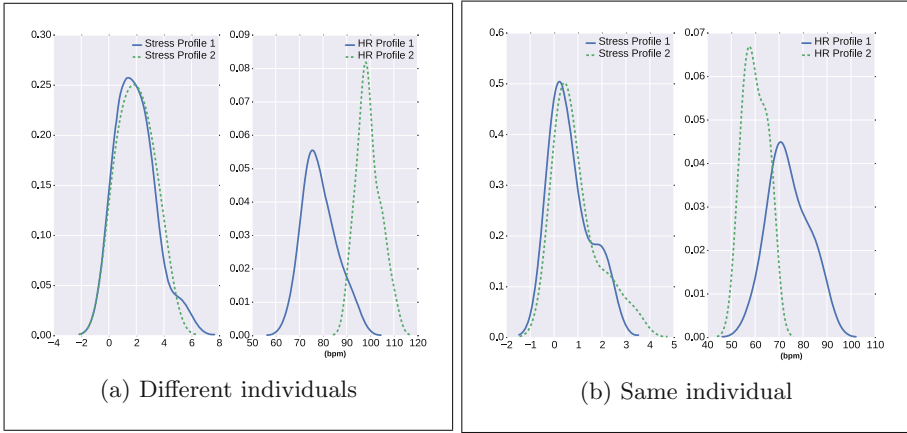 Stress Profile 1
Stress Profile 2
0.30
0.25
0.20
0.15
0.10
0.05
0.00
−4 −2 0 2 4 6 8
HR Profile 1
HR Profile 2
0.09
0.08
0.07
0.06
0.05
0.04
0.03
0.02
0.01
0.00
50 60 70 80 90 100 110 120
(bpm)
(a) Different individuals
Stress Profile 1
Stress Profile 2
0.6
0.5
0.4
0.3
0.2
0.1
0.0
−2 −1 0 1 2 3 4 5
HR Profile 1
HR Profile 2
0.07
0.06
0.05
0.04
0.03
0.02
0.01
0.00
40 50 60 70 80 90 100 110
(bpm)
(b) Same individual